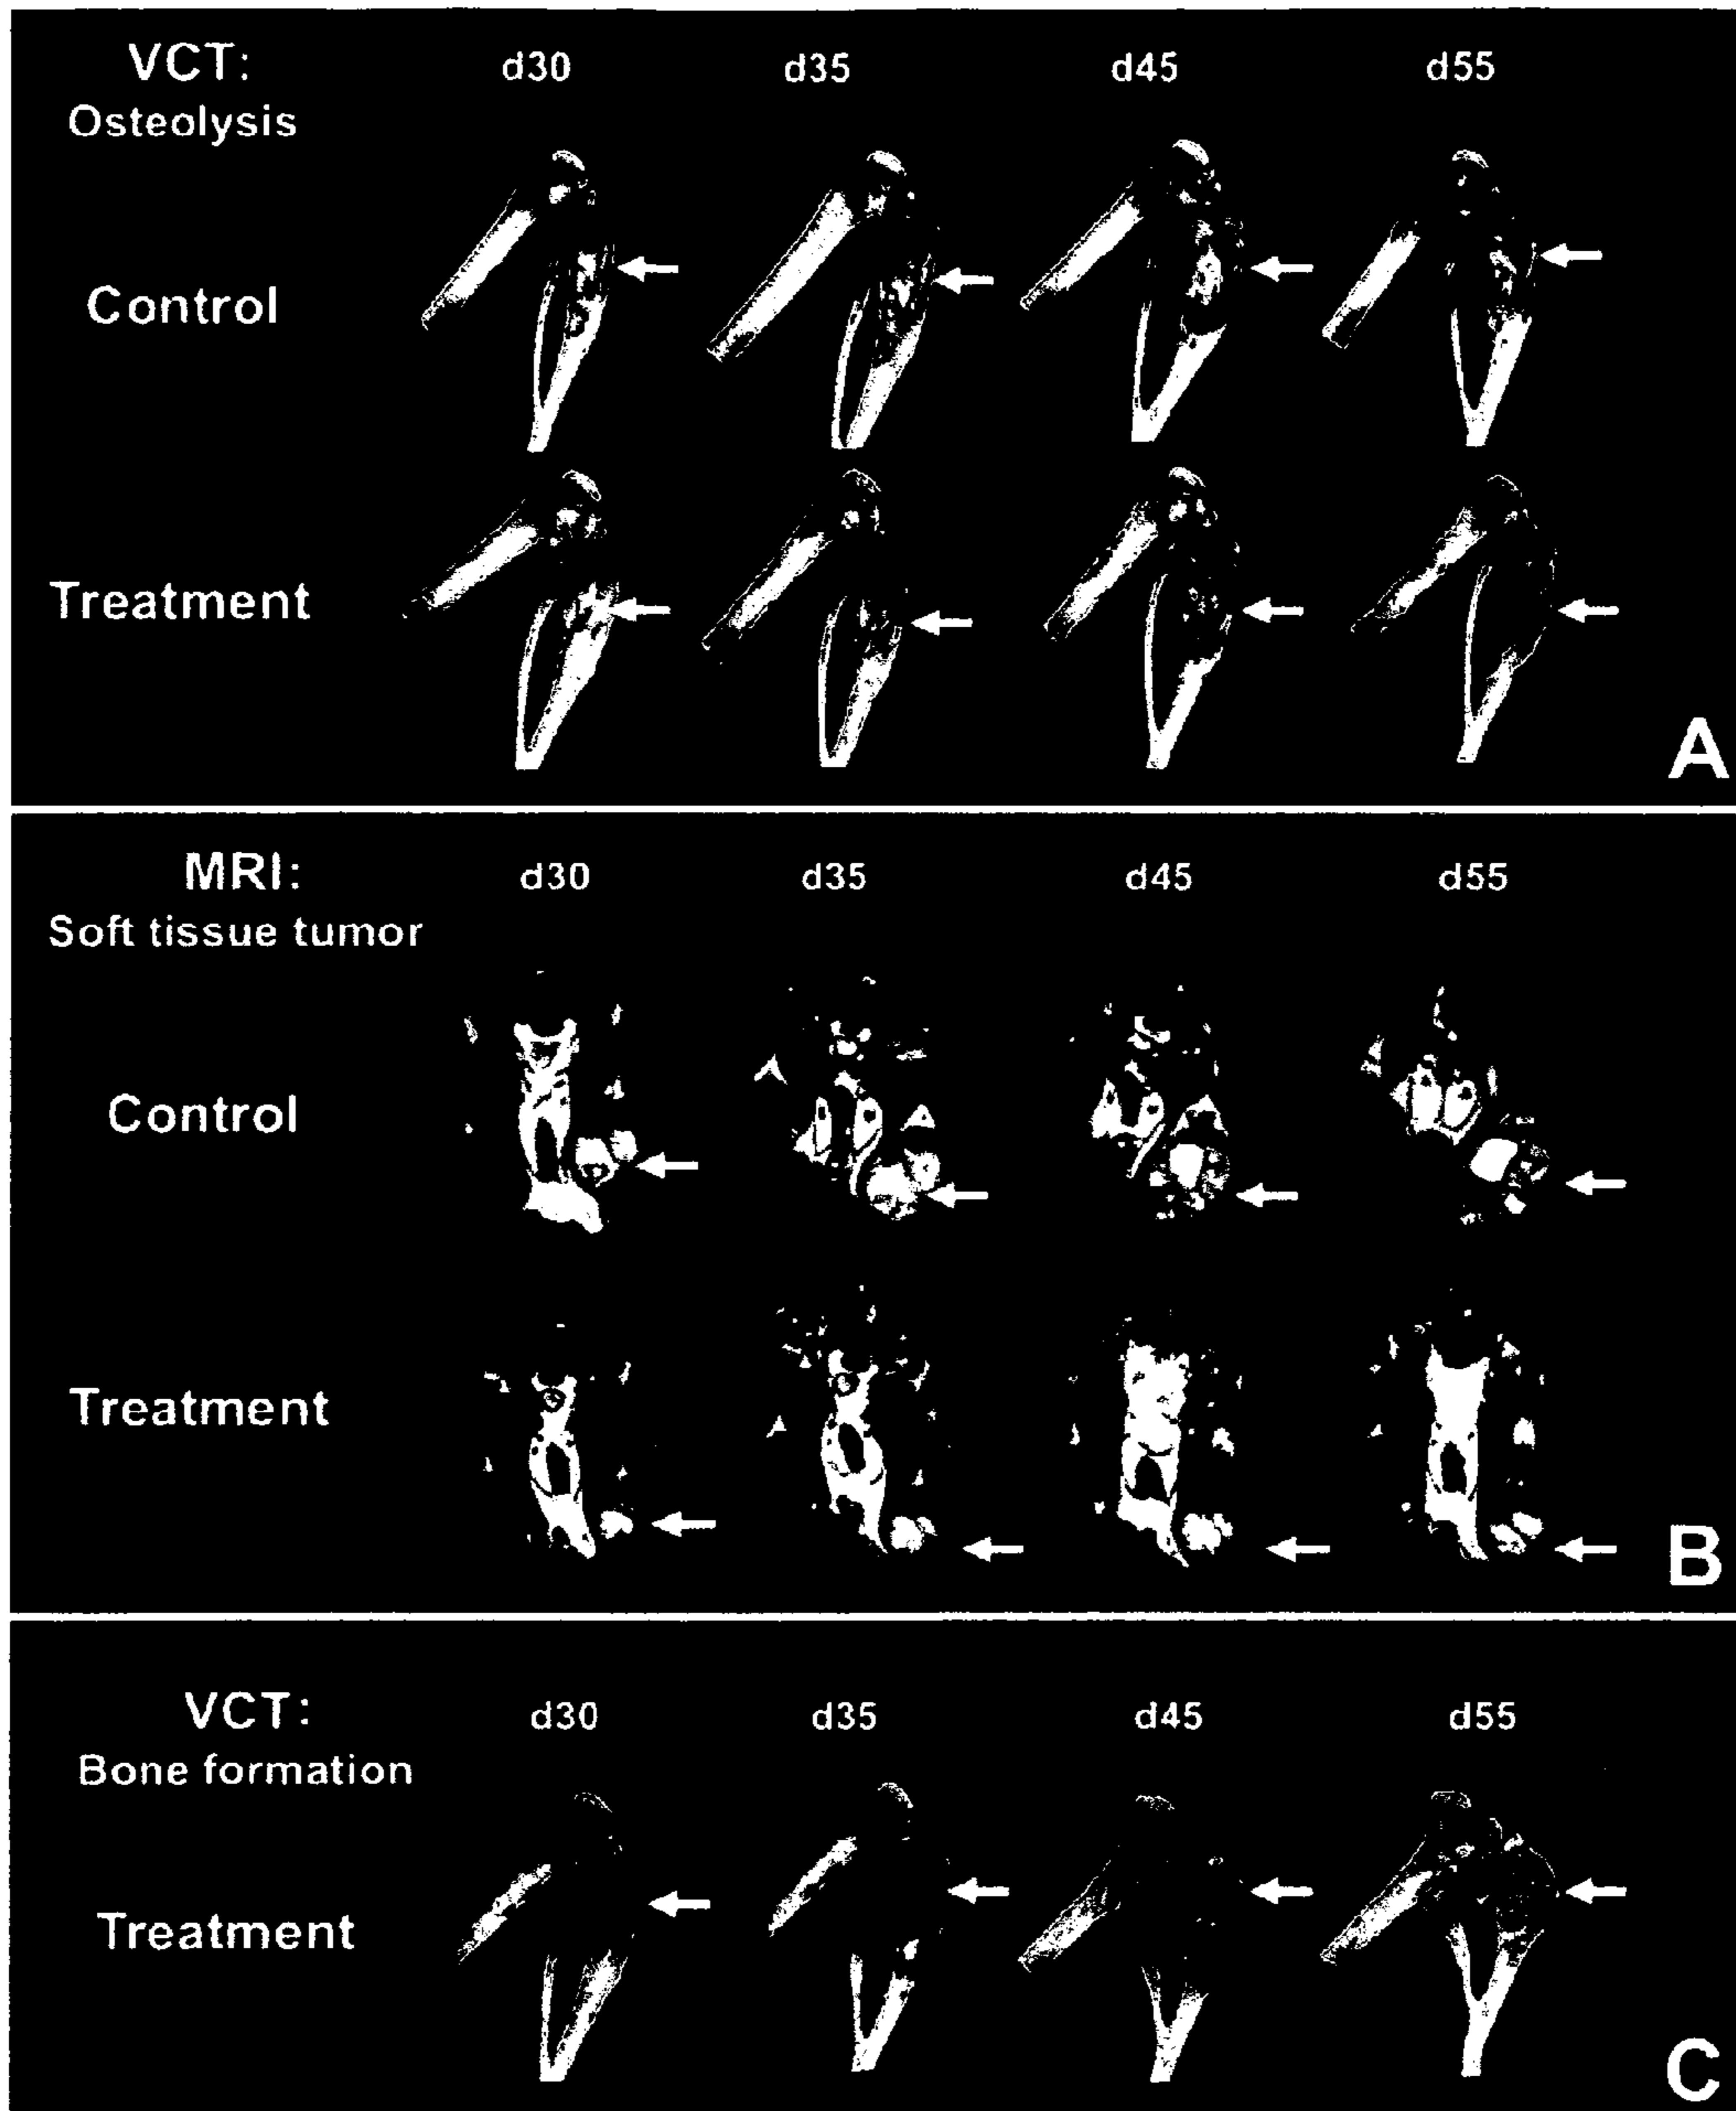 VCT: d30 d35 d45 d55
Osteolysis
Control
Treatment
A
MRI: d30 d35 d45 d55
Soft tissue tumor
Control
Treatment
B
VCT: d30 d35 d45 d55
Bone formation
Treatment
C